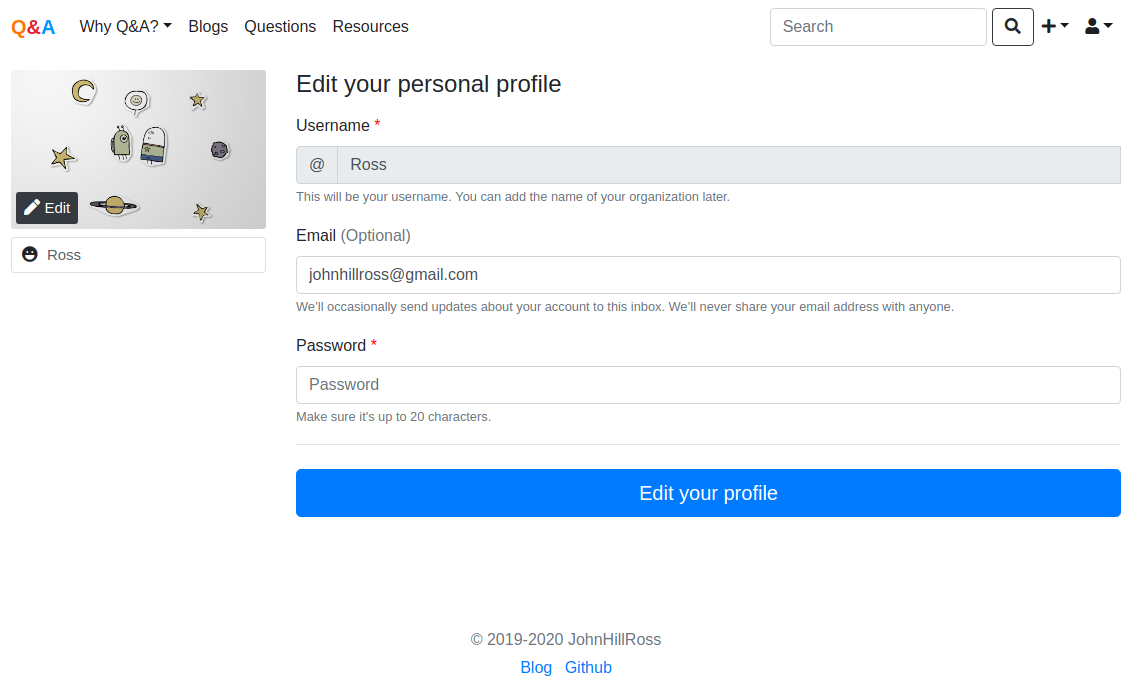 Q&A Why Q&A? Blogs Questions Resources Search
Edit your personal profile
Username *
@ Ross
This will be your username. You can add the name of your organization later.
Edit
Ross
Email (Optional)
johnhillross@gmail.com
We’ll occasionally send updates about your account to this inbox. We’ll never share your email address with anyone.
Password *
Password
Make sure it's up to 20 characters.
Edit your profile
© 2019-2020 JohnHillRoss
Blog Github